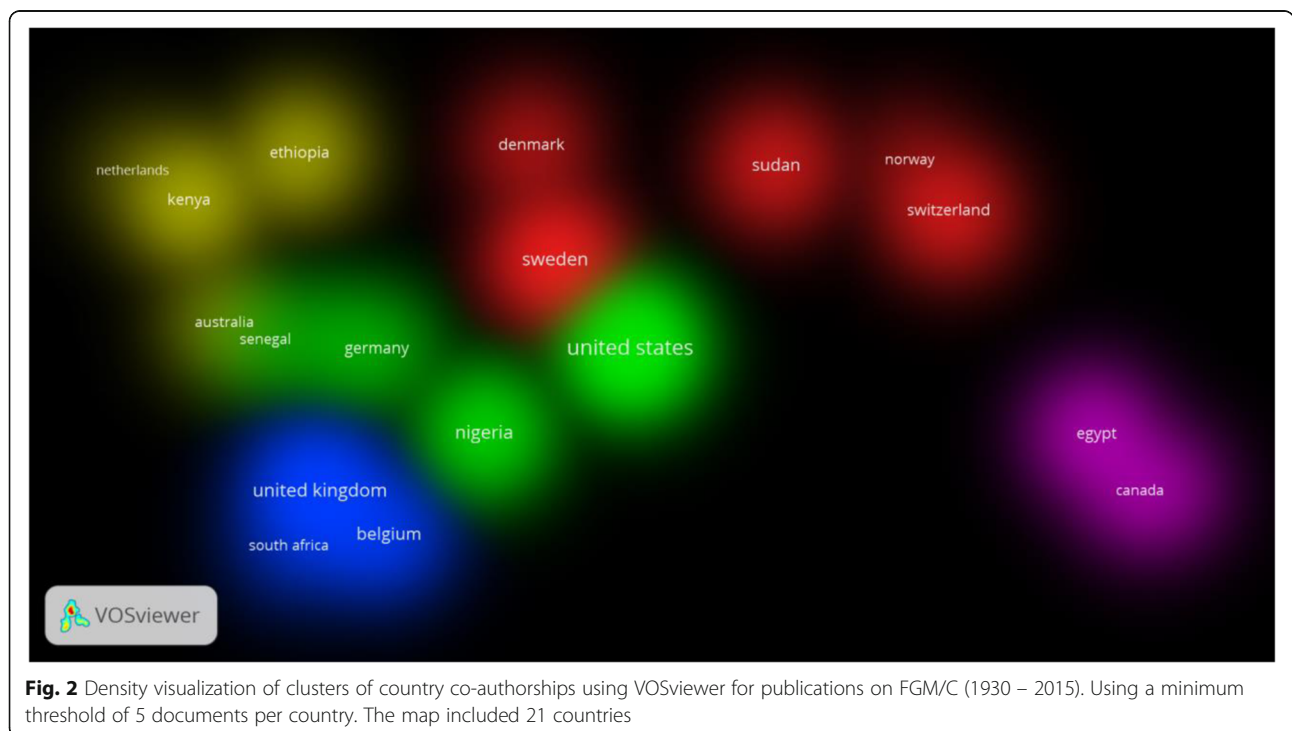 denmark
ethiopia
sudan
norway
netherlands
kenya
switzerland
sweden
australia
senegal
germany
united states
nigeria
egypt
united kingdom
canada
belgium
south africa
VOSviewer
Fig. 2 Density visualization of clusters of country co-authorships using VOSviewer for publications on FGM/C (1930 – 2015). Using a minimum
threshold of 5 documents per country. The map included 21 countries